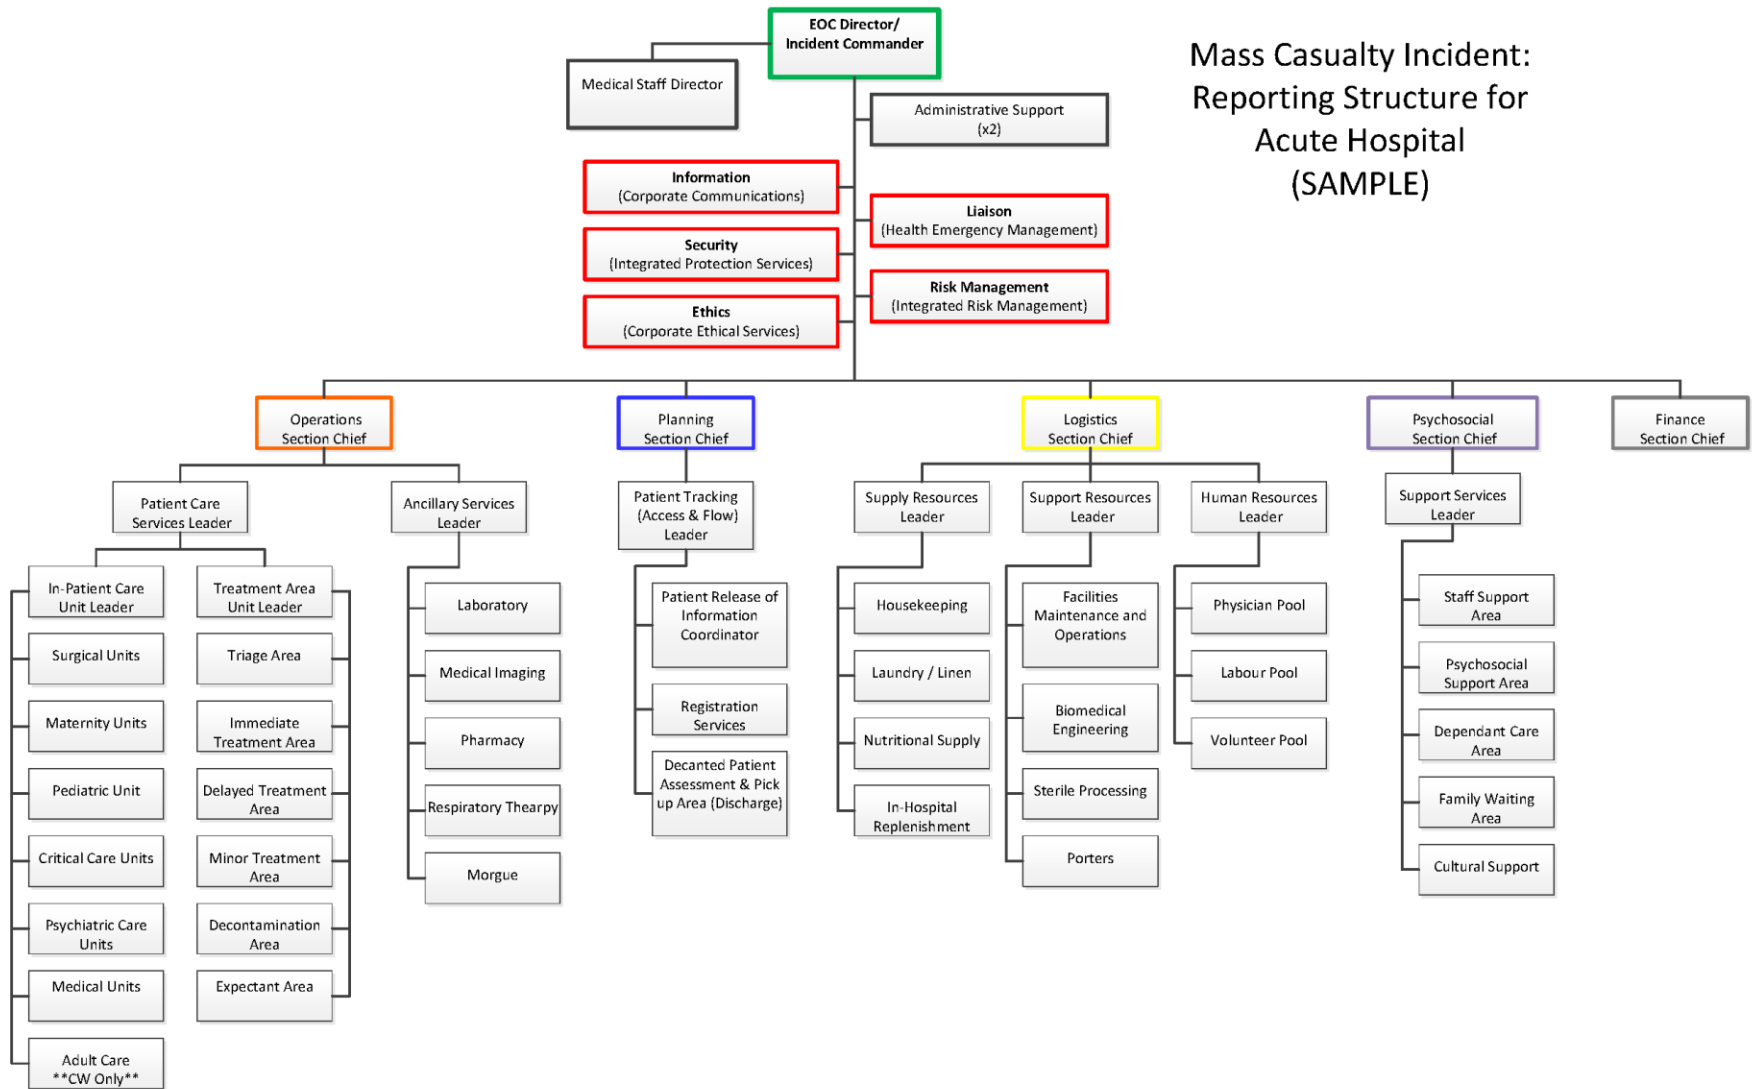 EOC Director/
Incident Commander
Mass Casualty Incident:
Reporting Structure for
Acute Hospital
(SAMPLE)
Medical Staff Director
Administrative Support
(x2)
Information
(Corporate Communications)
Liaison
(Health Emergency Management)
Security
(Integrated Protection Services)
Risk Management
(Integrated Risk Management)
Ethics
(Corporate Ethical Services)
Operations
Section Chief
Planning
Section Chief
Logistics
Section Chief
Psychosocial
Section Chief
Finance
Section Chief
Patient Care
Services Leader
Ancillary Services
Leader
Patient Tracking
(Access & Flow)
Leader
Supply Resources
Leader
Support Resources
Leader
Human Resources
Leader
Support Services
Leader
In-Patient Care
Unit Leader
Surgical Units
Maternity Units
Pediatric Unit
Critical Care Units
Psychiatric Care
Units
Medical Units
Adult Care
**CW Only**
Treatment Area
Unit Leader
Triage Area
Immediate
Treatment Area
Delayed Treatment
Area
Minor Treatment
Area
Decontamination
Area
Expectant Area
Laboratory
Medical Imaging
Pharmacy
Respiratory Thearpy
Morgue
Patient Release of
Information
Coordinator
Registration
Services
Decanted Patient
Assessment & Pick
up Area (Discharge)
Housekeeping
Laundry / Linen
Nutritional Supply
In-Hospital
Replenishment
Facilities
Maintenance and
Operations
Biomedical
Engineering
Sterile Processing
Porters
Physician Pool
Labour Pool
Volunteer Pool
Staff Support
Area
Psychosocial
Support Area
Dependant Care
Area
Family Waiting
Area
Cultural Support